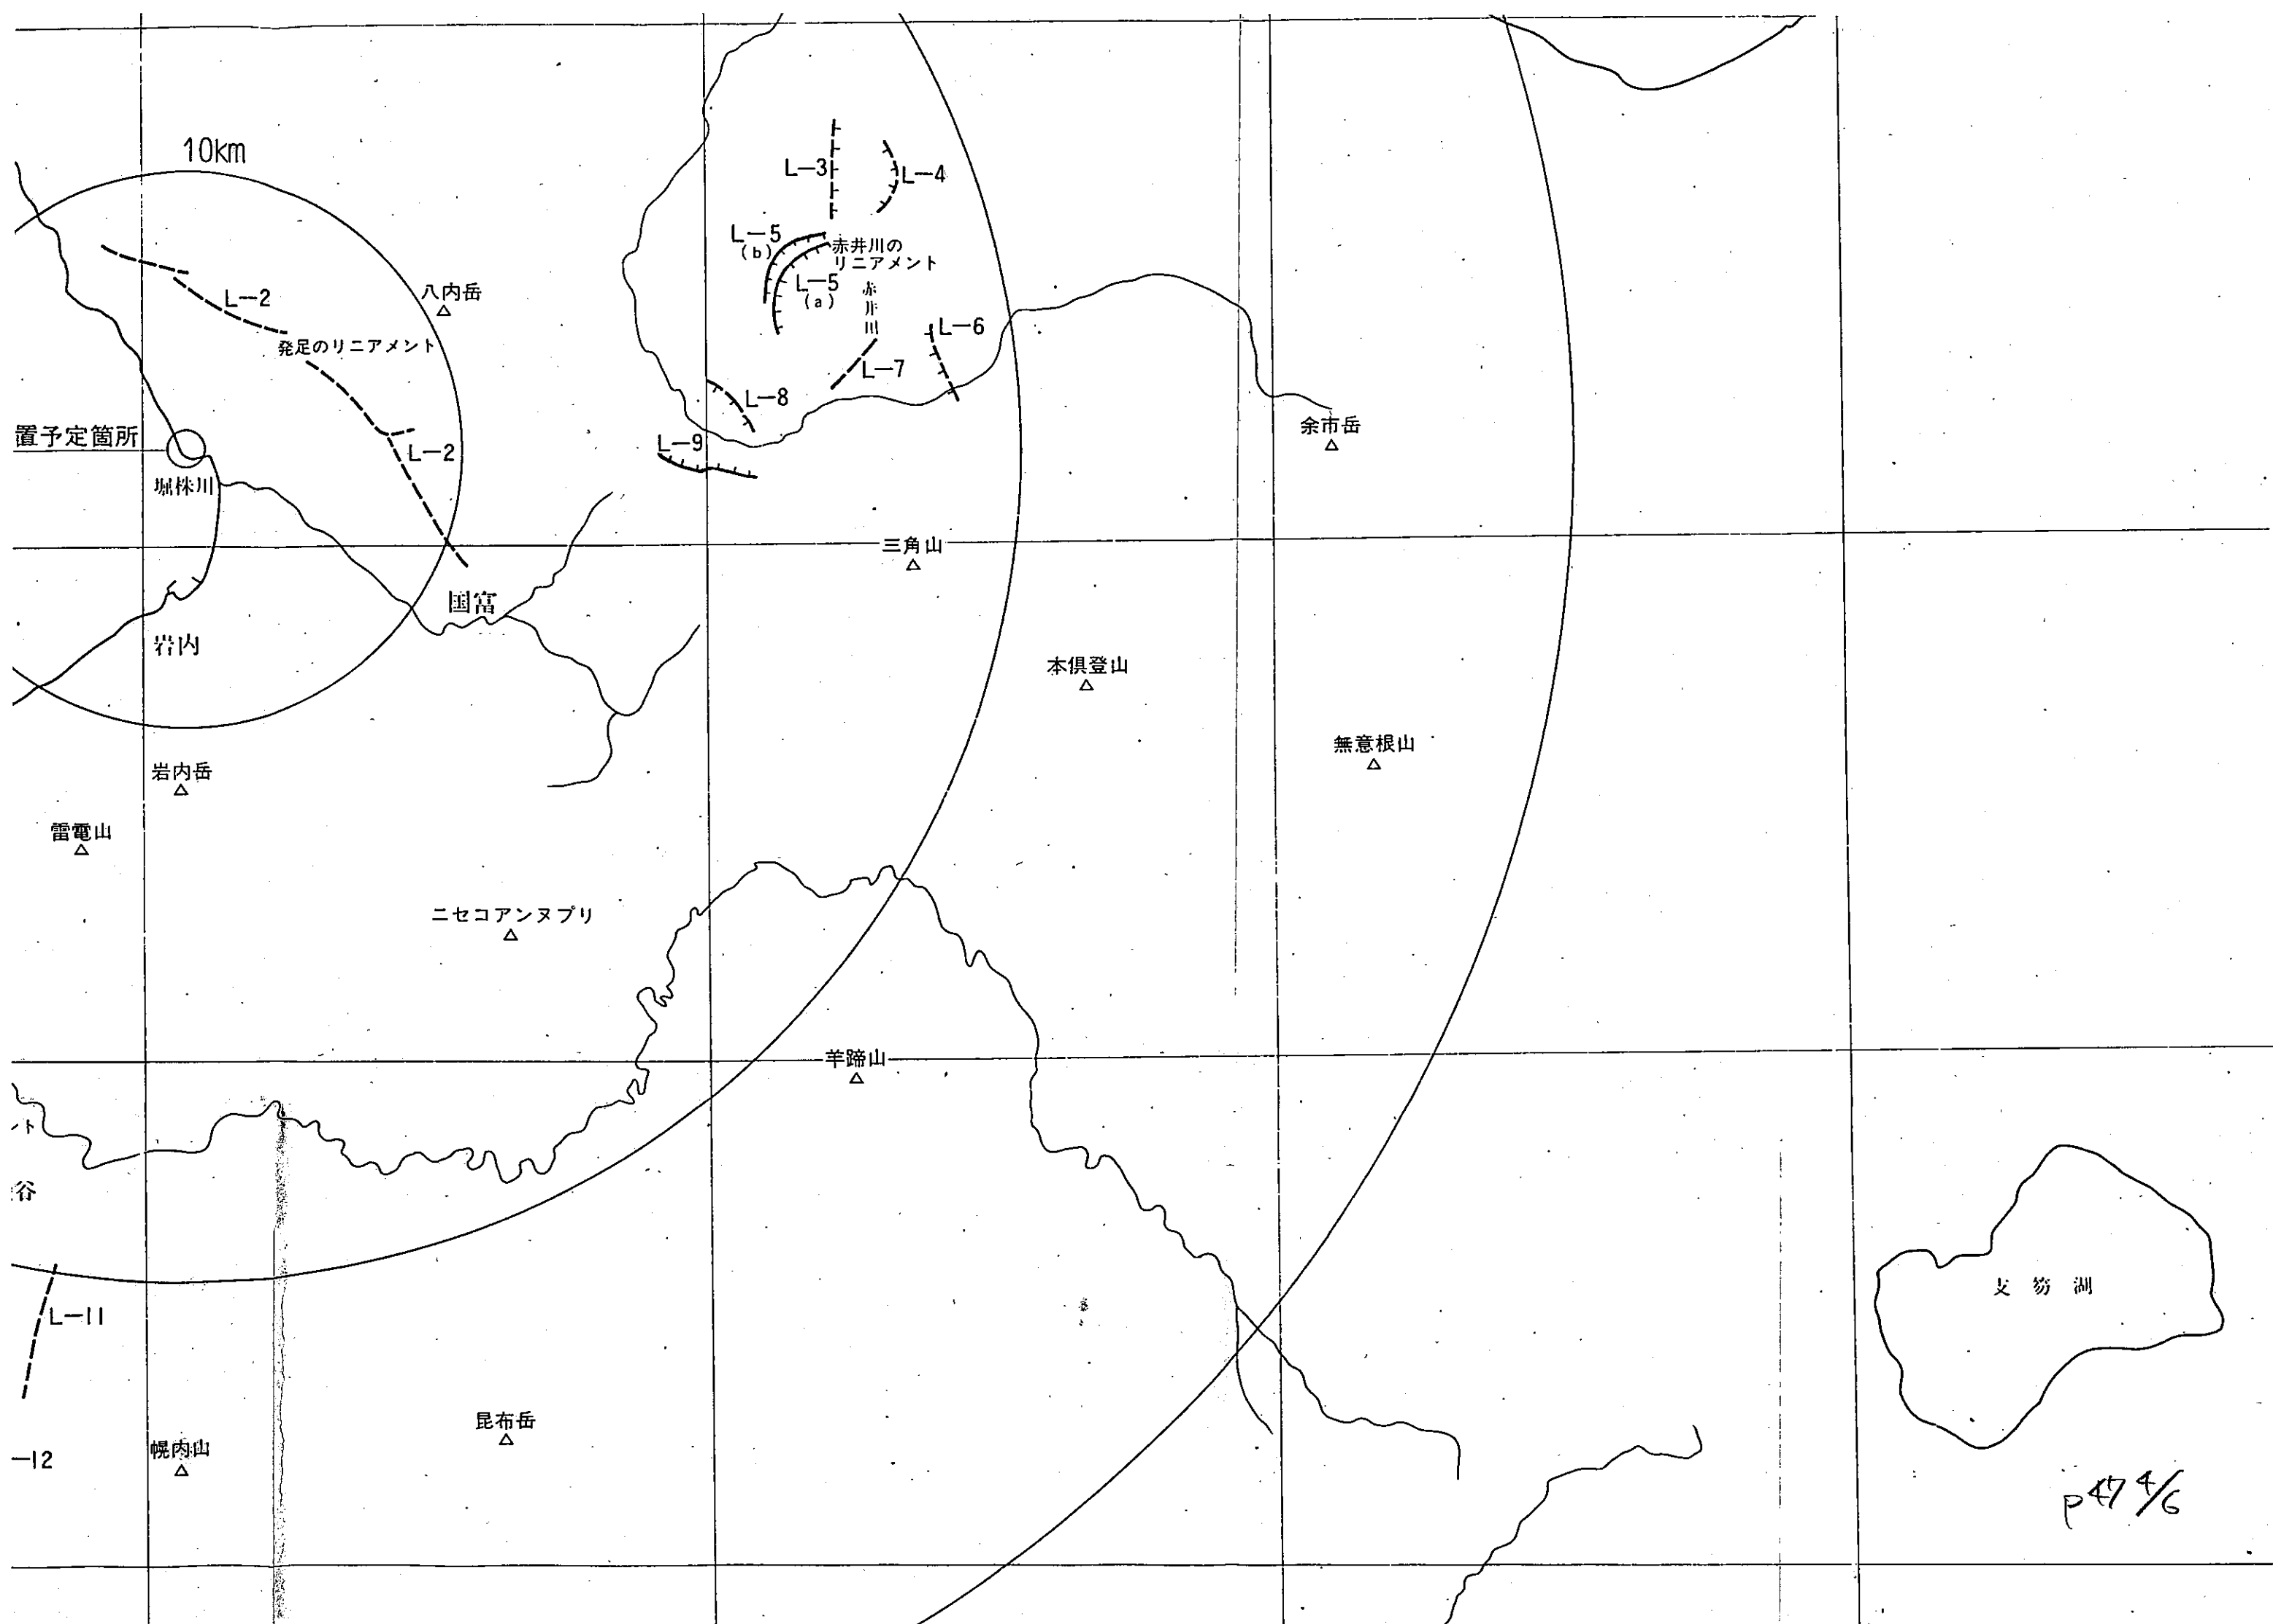 10km
L-3
L-4
L-5
(b)
赤井川の
リニアメント
L-5
(a)
赤井川
L-2
八内岳
発足のリニアメント
L-6
L-7
L-8
置予定箇所
L-9
L-2
余市岳
堀株川
三角山
国富
岩内
本倶登山
無意根山
岩内岳
雷電山
ニセコアンヌプリ
羊蹄山
ント
谷
支笏湖
L-11
昆布岳
幌内山
-12
p47 4/6